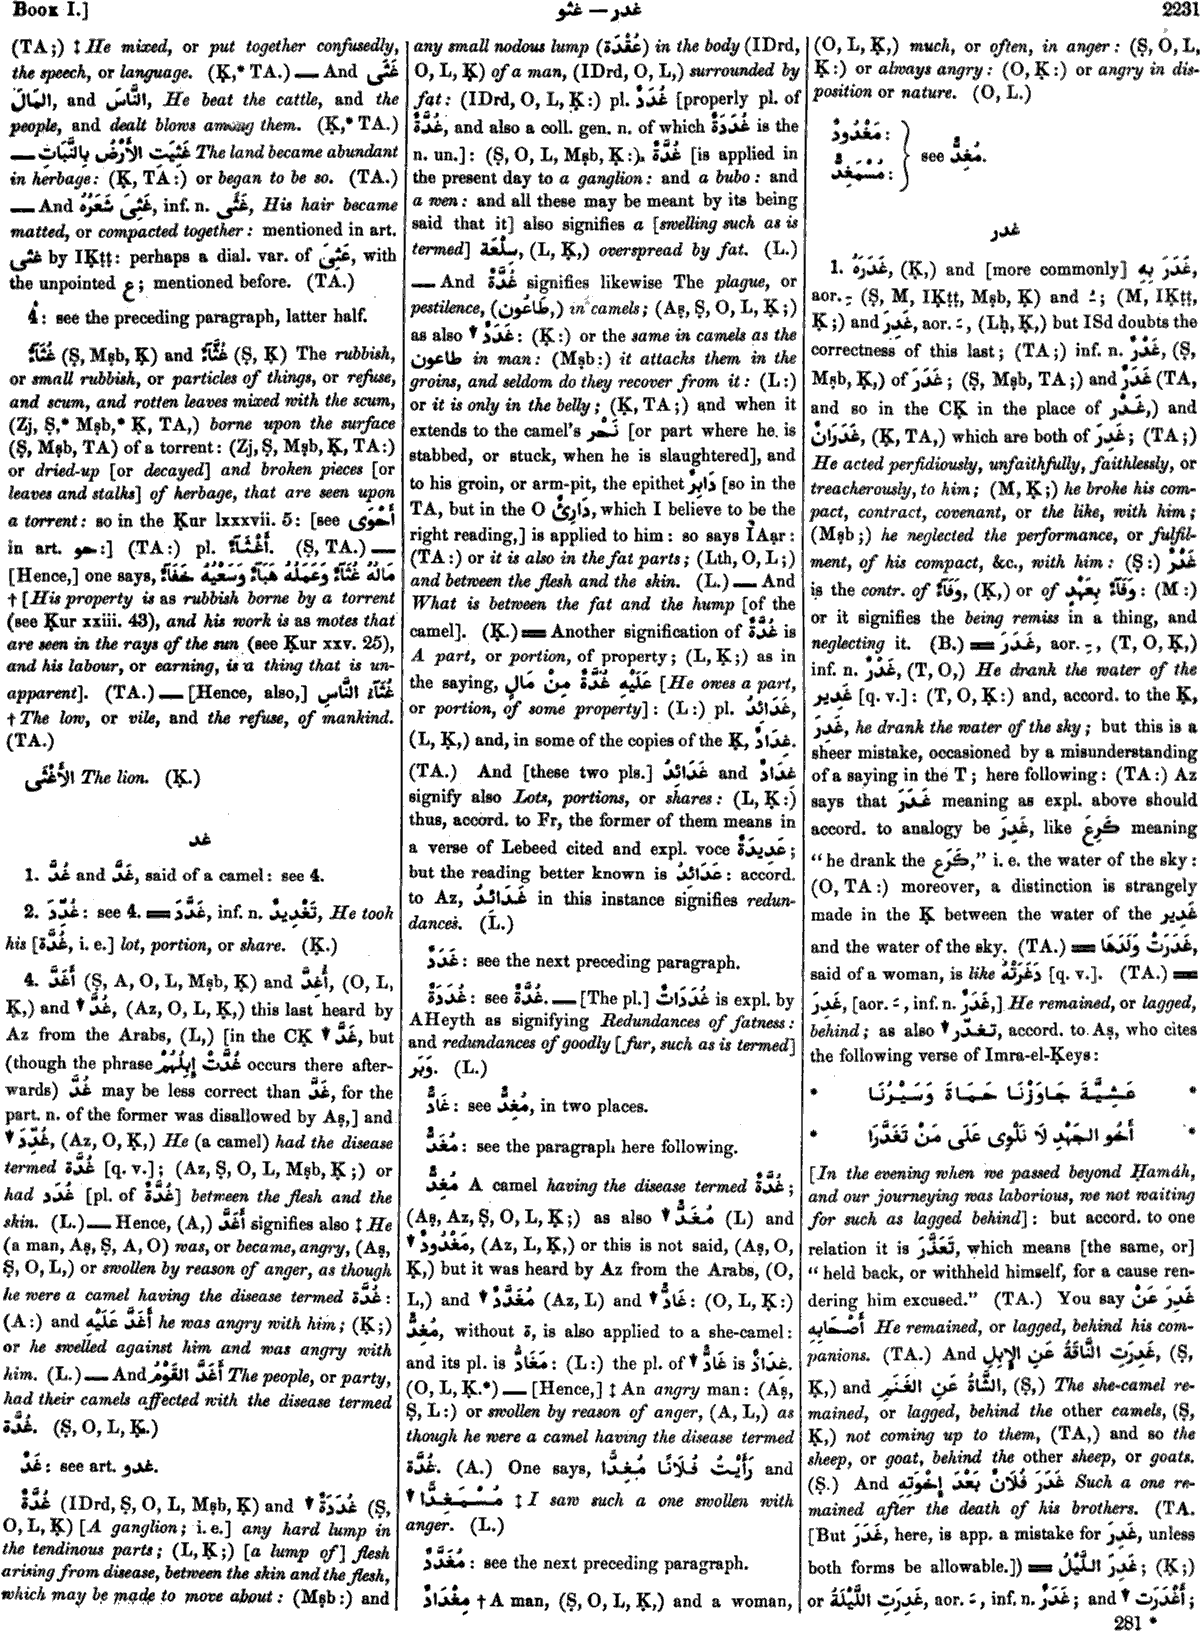 BOOK I.]
غدر — غثو
2231
(TA;) ‡ He mixed, or put together confusedly,
the speech, or language. (Ḳ,* TA.) — And غَثَى
المَالَ, and النَّاسَ, He beat the cattle, and the
people, and dealt blows among them. (Ḳ,* TA.)
— غَثِيَتِ الأَرْضُ بِالنَّبَاتِ The land became abundant
in herbage: (Ḳ, TA:) or began to be so. (TA.)
— And غَثِىَ شَعَرُهُ, inf. n. غَثًى, His hair became
matted, or compacted together: mentioned in art.
غثى by IḲṭṭ: perhaps a dial. var. of عَثِىَ, with
the unpointed ع; mentioned before. (TA.)
4: see the preceding paragraph, latter half.
غُثَآءٌ (Ṣ, Mṣb, Ḳ) and غُثَّآءٌ (Ṣ, Ḳ) The rubbish,
or small rubbish, or particles of things, or refuse,
and scum, and rotten leaves mixed with the scum,
(Zj, Ṣ,* Mṣb,* Ḳ, TA,) borne upon the surface
(Ṣ, Mṣb, TA) of a torrent: (Zj, Ṣ, Mṣb, Ḳ, TA:)
or dried-up [or decayed] and broken pieces [or
leaves and stalks] of herbage, that are seen upon
a torrent: so in the Ḳur lxxxvii. 5: [see أَحْوَى
in art. حو:] (TA:) pl. أَغْثَآءٌ. (Ṣ, TA.) —
[Hence,] one says, مَالُهُ غُثَآءٌ وَعَمَلُهُ هَبَآءٌ وَسَعْيُهُ خَفَآءٌ
† [His property is as rubbish borne by a torrent
(see Ḳur xxiii. 43), and his work is as motes that
are seen in the rays of the sun (see Ḳur xxv. 25),
and his labour, or earning, is a thing that is un-
apparent]. (TA.) — [Hence, also,] غُثَآءُ النَّاسِ
† The low, or vile, and the refuse, of mankind.
(TA.)
الأَغْثَى The lion. (Ḳ.)
غد
1. غُدَّ and غَدَّ, said of a camel: see 4.
2. غُدِّدَ: see 4. ═ غَدَّدَ, inf. n. تَغْدِيدٌ, He took
his [غُدَّة, i. e.] lot, portion, or share. (Ḳ.)
4. أَغَدَّ (Ṣ, A, O, L, Mṣb, Ḳ) and أُغِدَّ, (O, L,
Ḳ,) and ▼ غُدَّ, (Az, O, L, Ḳ,) this last heard by
Az from the Arabs, (L,) [in the CḲ ▼ غَدَّ, but
(though the phrase غُدَّتْ إِبِلُهُمْ occurs there after-
wards) غُدَّ may be less correct than غَدَّ, for the
part. n. of the former was disallowed by Aṣ,] and
▼ غُدِّدَ, (Az, O, Ḳ,) He (a camel) had the disease
termed غُدَّة [q. v.]; (Az, Ṣ, O, L, Mṣb, Ḳ;) or
had غُدَد [pl. of غُدَّةٌ] between the flesh and the
skin. (L.) — Hence, (A,) أَغَدَّ signifies also ‡ He
(a man, Aṣ, Ṣ, A, O) was, or became, angry, (Aṣ,
Ṣ, O, L,) or swollen by reason of anger, as though
he were a camel having the disease termed غُدَّة:
(A:) and أَغَدَّ عَلَيْهِ he was angry with him; (Ḳ;)
or he swelled against him and was angry with
him. (L.) — And أَغَدَّ القَوْمُ The people, or party,
had their camels affected with the disease termed
غُدَّة. (Ṣ, O, L, Ḳ.)
غَدٌ: see art. غدو.
غُدَّةٌ (IDrd, Ṣ, O, L, Mṣb, Ḳ) and ▼ غُدَدَةٌ (Ṣ,
O, L, Ḳ) [A ganglion; i. e.] any hard lump in
the tendinous parts; (L, Ḳ;) [a lump of] flesh
arising from disease, between the skin and the flesh,
which may be made to move about: (Mṣb:) and
any small nodous lump (عُقْدَة) in the body (IDrd,
O, L, Ḳ) of a man, (IDrd, O, L,) surrounded by
fat: (IDrd, O, L, Ḳ:) pl. غُدَدٌ [properly pl. of
غُدَّةٌ, and also a coll. gen. n. of which غُدَدَةٌ is the
n. un.]: (Ṣ, O, L, Mṣb, Ḳ:). غُدَّةٌ [is applied in
the present day to a ganglion: and a bubo: and
a wen: and all these may be meant by its being
said that it] also signifies a [swelling such as is
termed] سِلْعَة, (L, Ḳ,) overspread by fat. (L.)
— And غُدَّةٌ signifies likewise The plague, or
pestilence, (طَاعُون,) in camels; (Aṣ, Ṣ, O, L, Ḳ;)
as also ▼ غُدَدٌ: (Ḳ:) or the same in camels as the
طاعون in man: (Mṣb:) it attacks them in the
groins, and seldom do they recover from it: (L:)
or it is only in the belly; (Ḳ, TA;) and when it
extends to the camel's نَحْر [or part where he is
stabbed, or stuck, when he is slaughtered], and
to his groin, or arm-pit, the epithet دَابِرٌ [so in the
TA, but in the O دَارِئٌ, which I believe to be the
right reading,] is applied to him: so says IAạr:
(TA:) or it is also in the fat parts; (Lth, O, L;)
and between the flesh and the skin. (L.) — And
What is between the fat and the hump [of the
camel]. (Ḳ.) ═ Another signification of غُدَّةٌ is
A part, or portion, of property; (L, Ḳ;) as in
the saying, عَلَيْهِ غُدَّةٌ مِنْ مَالٍ [He owes a part,
or portion, of some property]: (L:) pl. غَدَائِدُ,
(L, Ḳ,) and, in some of the copies of the Ḳ, غِدَادٌ.
(TA.) And [these two pls.] غَدَائِدُ and غِدَادٌ
signify also Lots, portions, or shares: (L, Ḳ:)
thus, accord. to Fr, the former of them means in
a verse of Lebeed cited and expl. voce عَدِيدَةٌ;
but the reading better known is عَدَائِدُ: accord.
to Az, غَدَائِدُ in this instance signifies redun-
dances. (L.)
غَدَدٌ: see the next preceding paragraph.
غُدَدَةٌ: see غُدَّةٌ. — [The pl.] غُدَدَاتٌ is expl. by
AHeyth as signifying Redundances of fatness:
and redundances of goodly [fur, such as is termed]
وَبَر. (L.)
غَادٌّ: see مُغِدٌّ, in two places.
مُغَدٌّ: see the paragraph here following.
مُغِدٌّ A camel having the disease termed غُدَّةٌ;
(Aṣ, Az, Ṣ, O, L, Ḳ;) as also ▼ مُغَدٌّ (L) and
▼ مَغْدُودٌ, (Az, L, Ḳ,) or this is not said, (Aṣ, O,
Ḳ,) but it was heard by Az from the Arabs, (O,
L,) and ▼ مُغَدَّدٌ (Az, L) and ▼ غَادٌّ: (O, L, Ḳ:)
مُغِدٌّ, without ة, is also applied to a she-camel:
and its pl. is مَغَادُّ: (L:) the pl. of ▼ غَادٌّ is غِدَادٌ.
(O, L, Ḳ.*) — [Hence,] ‡ An angry man: (Aṣ,
Ṣ, L:) or swollen by reason of anger, (A, L,) as
though he were a camel having the disease termed
غُدَّة. (A.) One says, رَأَيْتُ فُلَانًا مُغِدًّا and
▼ مُسْمَغِدًّا ‡ I saw such a one swollen with
anger. (L.)
مُغَدَّدٌ: see the next preceding paragraph.
مِغْدَادٌ † A man, (Ṣ, O, L, Ḳ,) and a woman,
(O, L, Ḳ,) much, or often, in anger: (Ṣ, O, L,
Ḳ:) or always angry: (O, Ḳ:) or angry in dis-
position or nature. (O, L.)
مَغْدُودٌ:
see مُغِدٌّ.
مُسْمَغِدٌّ:
غدر
1. غَدَرَهُ, (Ḳ,) and [more commonly] غَدَرَ بِهِ,
aor. ـِ, (Ṣ, M, IḲṭṭ, Mṣb, Ḳ) and ـُ; (M, IḲṭṭ,
Ḳ;) and غَدِرَ, aor. ـَ, (Lḥ, Ḳ,) but ISd doubts the
correctness of this last; (TA;) inf. n. غَدْرٌ, (Ṣ,
Mṣb, Ḳ,) of غَدَرَ; (Ṣ, Mṣb, TA;) and غَدَرٌ (TA,
and so in the CḲ in the place of غَدْر,) and
غَدَرَانٌ, (Ḳ, TA,) which are both of غَدِرَ; (TA;)
He acted perfidiously, unfaithfully, faithlessly, or
treacherously, to him; (M, Ḳ;) he broke his com-
pact, contract, covenant, or the like, with him;
(Mṣb;) he neglected the performance, or fulfil-
ment, of his compact, &c., with him: (Ṣ:) غَدْرٌ
is the contr. of وَفَآءٌ, (Ḳ,) or of وَفَآءٌ بِعَهْدٍ: (M:)
or it signifies the being remiss in a thing, and
neglecting it. (B.) ═ غَدَرَ, aor. ـِ, (T, O, Ḳ,)
inf. n. غَدْرٌ, (T, O,) He drank the water of the
غَدِير [q. v.]: (T, O, Ḳ:) and, accord. to the Ḳ,
غَدِرَ, he drank the water of the sky; but this is a
sheer mistake, occasioned by a misunderstanding
of a saying in the T; here following: (TA:) Az
says that غَدَرَ meaning as expl. above should
accord. to analogy be غَدِرَ, like كَرِعَ meaning
"he drank the كَرَع," i. e. the water of the sky:
(O, TA:) moreover, a distinction is strangely
made in the Ḳ between the water of the غَدِير
and the water of the sky. (TA.) ═ غَدَرَتْ وَلَدَهَا,
said of a woman, is like دَغَرَتْهُ [q. v.]. (TA.) ═
غَدِرَ, [aor. ـَ, inf. n. غَدَرٌ,] He remained, or lagged,
behind; as also ▼ تغدّر, accord. to Aṣ, who cites
the following verse of Imra-el-Ḳeys:
* عَشِيَّةَ جَاوَزْنَا حَمَاةَ وَسَيْرُنَا *
* أَخُو الجَهْدِ لَا نَلْوِى عَلَى مَنْ تَغَدَّرَا *
[In the evening when we passed beyond Ḥamáh,
and our journeying was laborious, we not waiting
for such as lagged behind]: but accord. to one
relation it is تَعَذَّرَ, which means [the same, or]
"held back, or withheld himself, for a cause ren-
dering him excused." (TA.) You say غَدِرَ عَنْ
أَصْحَابِهِ He remained, or lagged, behind his com-
panions. (TA.) And غَدِرَتِ النَّاقَةُ عَنِ الإِبِلِ, (Ṣ,
Ḳ,) and الشَّاةُ عَنِ الغَنَمِ, (Ṣ,) The she-camel re-
mained, or lagged, behind the other camels, (Ṣ,
Ḳ,) not coming up to them, (TA,) and so the
sheep, or goat, behind the other sheep, or goats.
(Ṣ.) And غَدَرَ فُلَانٌ بَعْدَ إِخْوَتِهِ Such a one re-
mained after the death of his brothers. (TA.
[But غَدَرَ, here, is app. a mistake for غَدِرَ, unless
both forms be allowable.]) ═ غَدِرَ اللَّيْلُ; (Ḳ;)
or غَدِرَتِ اللَّيْلَةُ, aor. ـَ, inf. n. غَدَرٌ; and ▼ أَغْدَرَت;
281 *